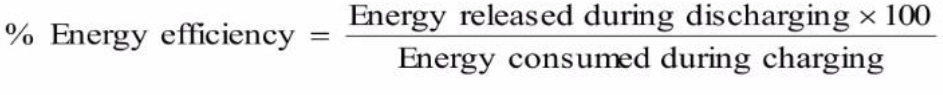 % Energy efficiency = Energy released during discharging × 100
Energy consumed during charging